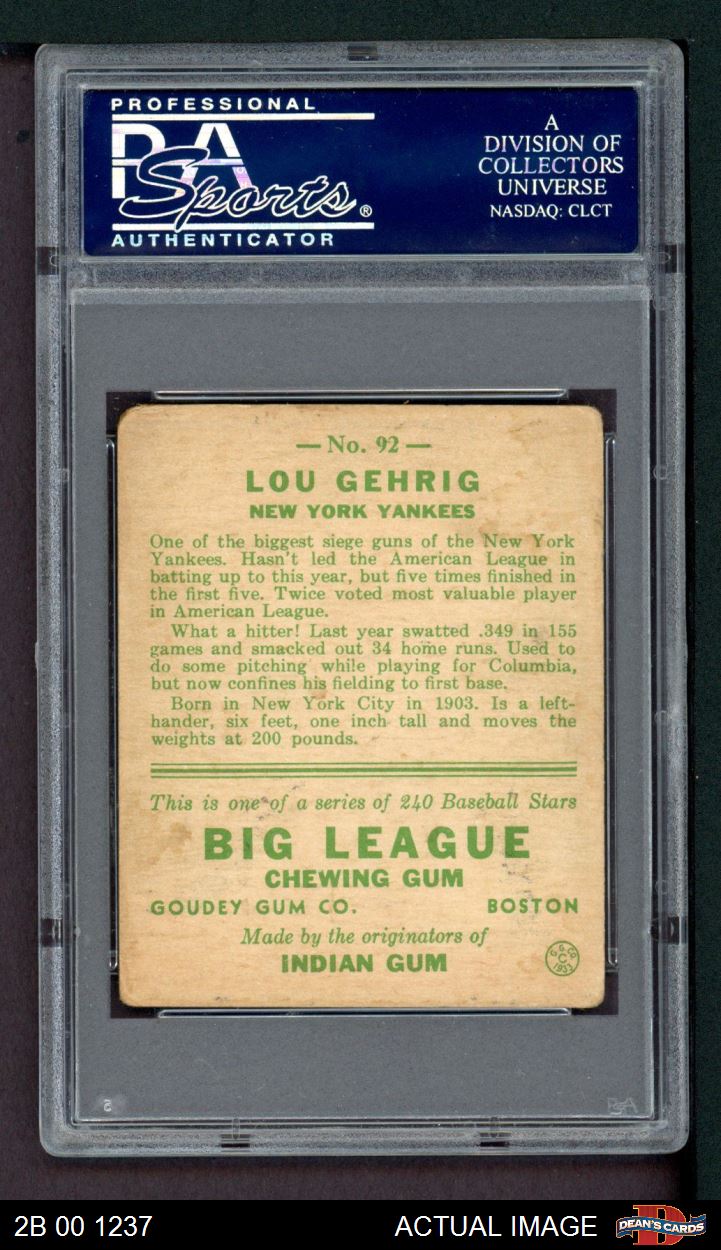 PROFESSIONAL
PSA
Sports®
AUTHENTICATOR
A
DIVISION OF
COLLECTORS
UNIVERSE
NASDAQ: CLCT
— No. 92 —
LOU GEHRIG
NEW YORK YANKEES
One of the biggest siege guns of the New York
Yankees. Hasn't led the American League in
batting up to this year, but five times finished in
the first five. Twice voted most valuable player
in American League.
What a hitter! Last year swatted .349 in 155
games and smacked out 34 home runs. Used to
do some pitching while playing for Columbia,
but now confines his fielding to first base.
Born in New York City in 1903. Is a left-
hander, six feet, one inch tall and moves the
weights at 200 pounds.
This is one of a series of 240 Baseball Stars
BIG LEAGUE
CHEWING GUM
GOUDEY GUM CO. BOSTON
Made by the originators of
INDIAN GUM
G.G.CO.
C
1933
PSA
2B 00 1237 ACTUAL IMAGE D DEAN'S CARDS